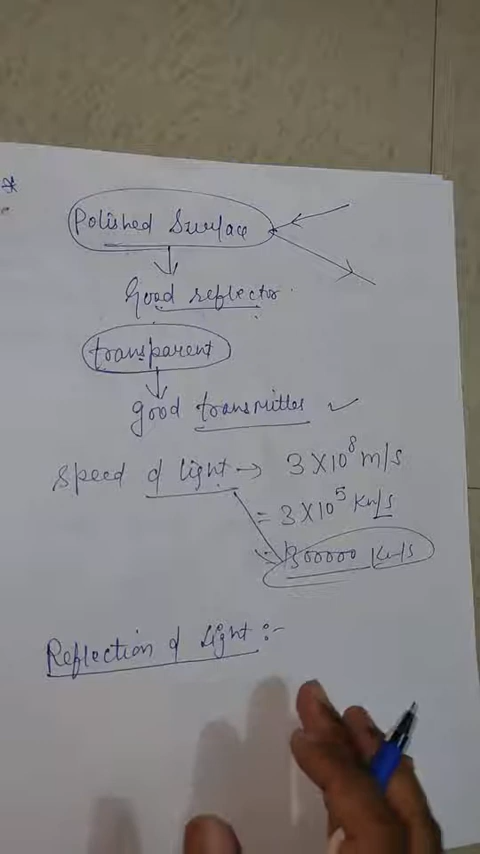 Polished Surface
Good reflector
transparent
good transmitter
Speed of light → 3×10⁸ m/s
= 3×10⁵ Km/s
= 300000 Km/s
Reflection of light :-